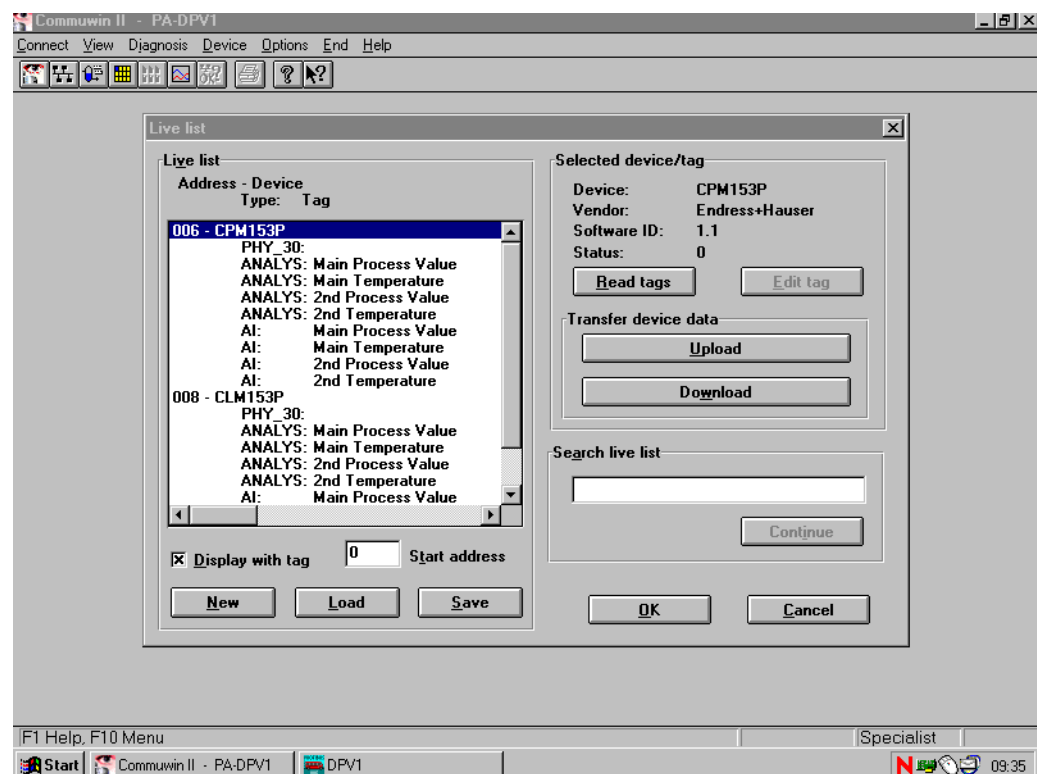 Commuwin II - PA-DPV1
Connect View Diagnosis Device Options End Help
Live list
Live list
Address - Device
Type: Tag
006 - CPM153P
PHY_30:
ANALYS: Main Process Value
ANALYS: Main Temperature
ANALYS: 2nd Process Value
ANALYS: 2nd Temperature
AI: Main Process Value
AI: Main Temperature
AI: 2nd Process Value
AI: 2nd Temperature
008 - CLM153P
PHY_30:
ANALYS: Main Process Value
ANALYS: Main Temperature
ANALYS: 2nd Process Value
ANALYS: 2nd Temperature
AI: Main Process Value
Display with tag 0 Start address
New Load Save
Selected device/tag
Device: CPM153P
Vendor: Endress+Hauser
Software ID: 1.1
Status: 0
Read tags Edit tag
Transfer device data
Upload
Download
Search live list
Continue
OK Cancel
F1 Help, F10 Menu Specialist
Start Commuwin II - PA-DPV1 DPV1 N 09:35